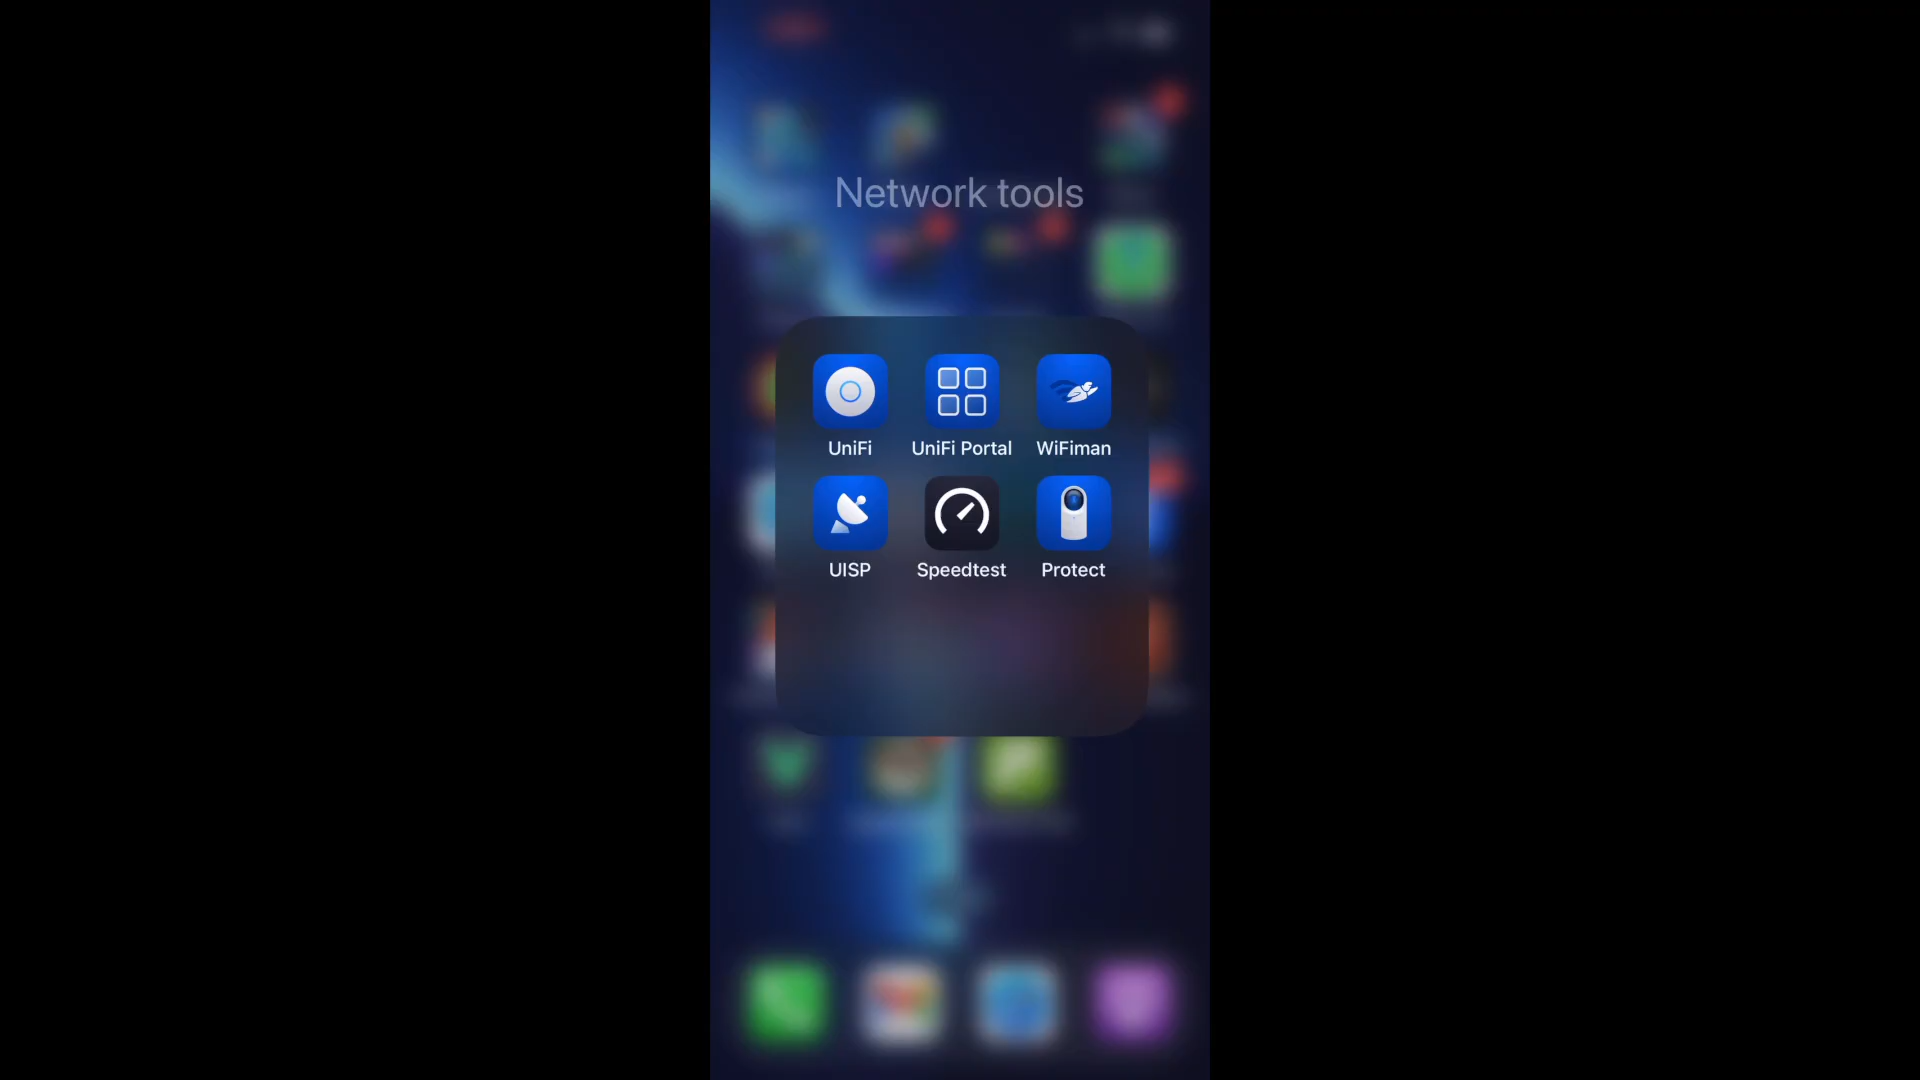 Network tools
UniFi
UniFi Portal
WiFiman
UISP
Speedtest
Protect